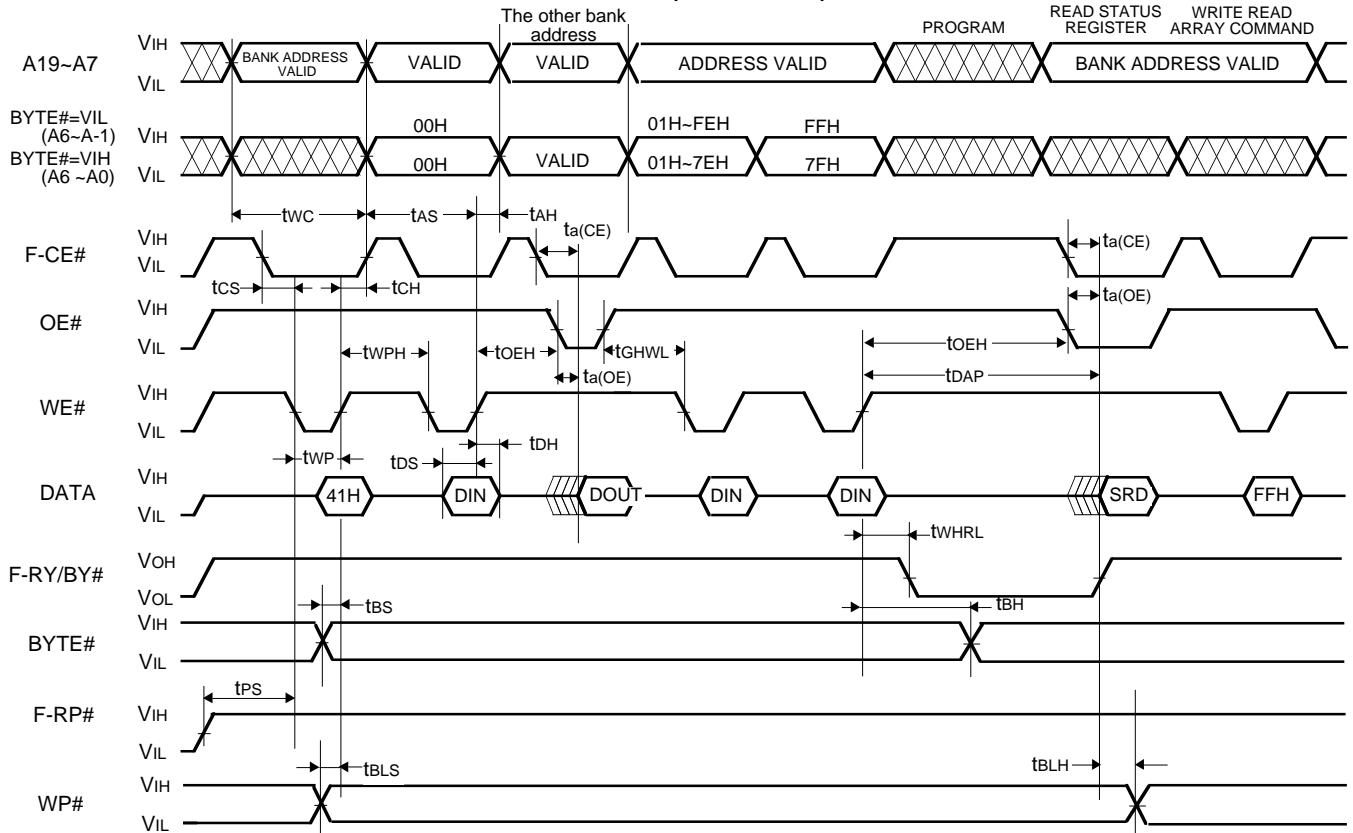 The other bank
address
PROGRAM
READ STATUS
REGISTER
WRITE READ
ARRAY COMMAND
A19~A7
VIH
VIL
BANK ADDRESS
VALID
VALID
VALID
ADDRESS VALID
BANK ADDRESS VALID
BYTE#=VIL
(A6~A-1)
BYTE#=VIH
(A6 ~A0)
VIH
VIL
00H
00H
VALID
01H~FEH
01H~7EH
FFH
7FH
tWC
tAS
tAH
ta(CE)
ta(CE)
F-CE#
VIH
VIL
tCS
tCH
ta(OE)
OE#
VIH
VIL
tWPH
tOEH
tGHWL
ta(OE)
tOEH
tDAP
WE#
VIH
VIL
tWP
tDS
tDH
DATA
VIH
VIL
41H
DIN
DOUT
DIN
DIN
SRD
FFH
tWHRL
F-RY/BY#
VOH
VOL
tBS
tBH
BYTE#
VIH
VIL
tPS
F-RP#
VIH
VIL
tBLS
tBLH
WP#
VIH
VIL